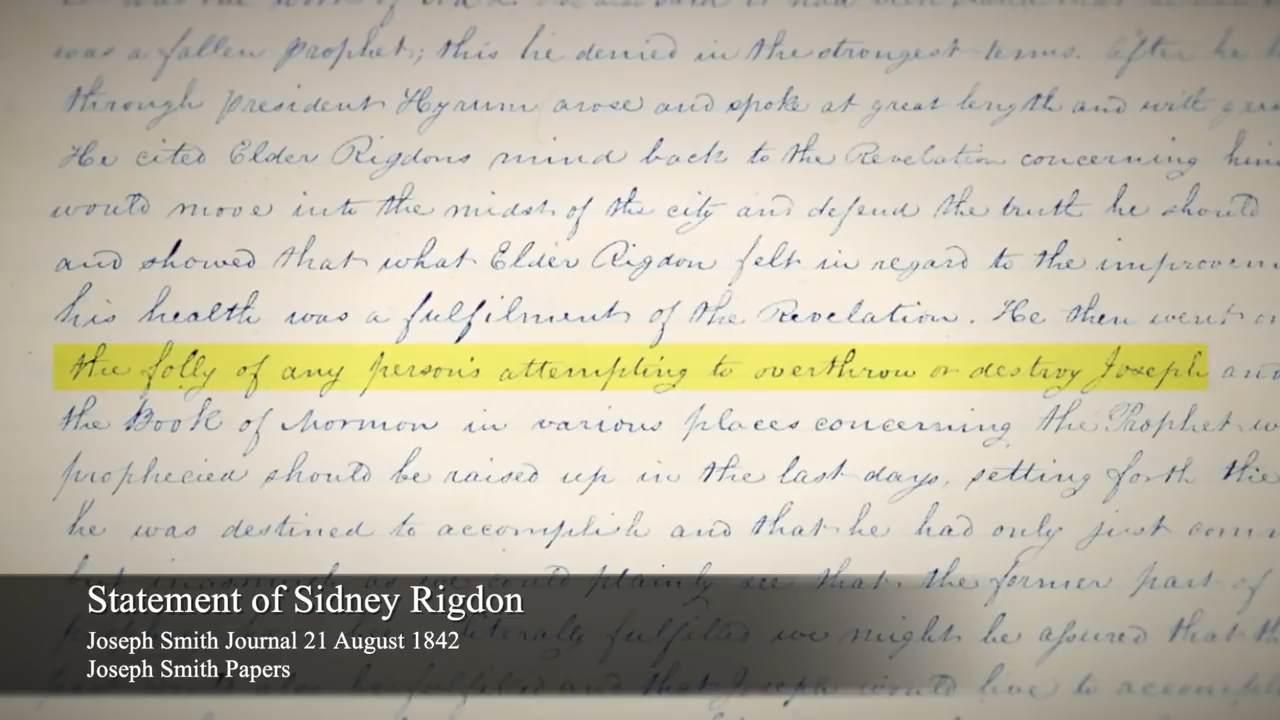 was a fallen prophet; this he denied in the strongest terms. After he
through president Hyrum arose and spoke at great length and with
He cited Elder Rigdons mind back to the Revelation concerning him
would move into the midst of the city and defend the truth he should
and showed that what Elder Rigdon felt in regard to the improvem
his health was a fulfilment of the Revelation. He then went
the folly of any person's attempting to overthrow or destroy Joseph and
the Book of Mormon in various places concerning the Prophet
prophecied should be raised up in the last days, setting forth the
he was destined to accomplish and that he had only just com
plainly see that the former part of
literally fulfilled we might be assured that
fulfilled and that Joseph would live to accompl
Statement of Sidney Rigdon
Joseph Smith Journal 21 August 1842
Joseph Smith Papers